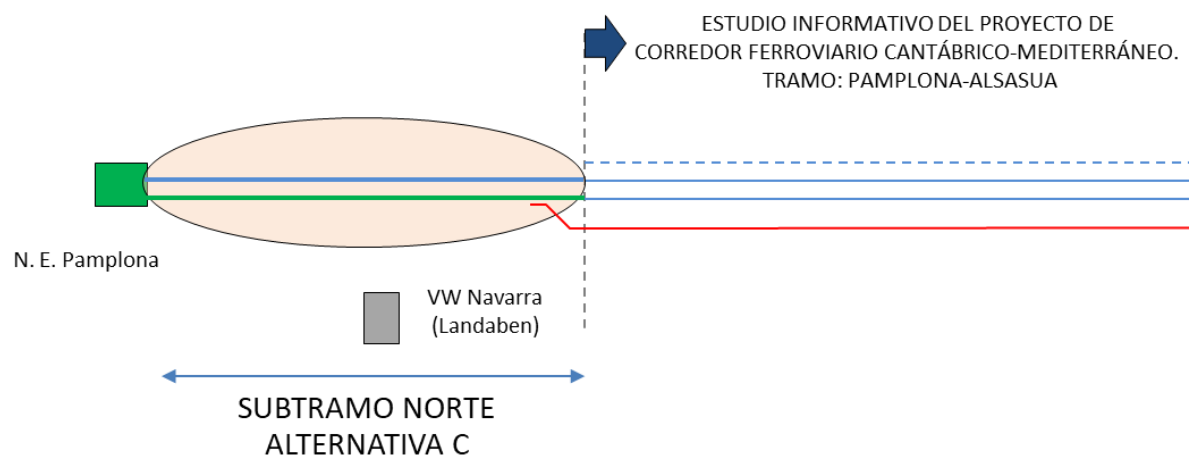 ESTUDIO INFORMATIVO DEL PROYECTO DE
CORREDOR FERROVIARIO CANTÁBRICO-MEDITERRÁNEO.
TRAMO: PAMPLONA-ALSASUA
N. E. Pamplona
VW Navarra
(Landaben)
SUBTRAMO NORTE
ALTERNATIVA C